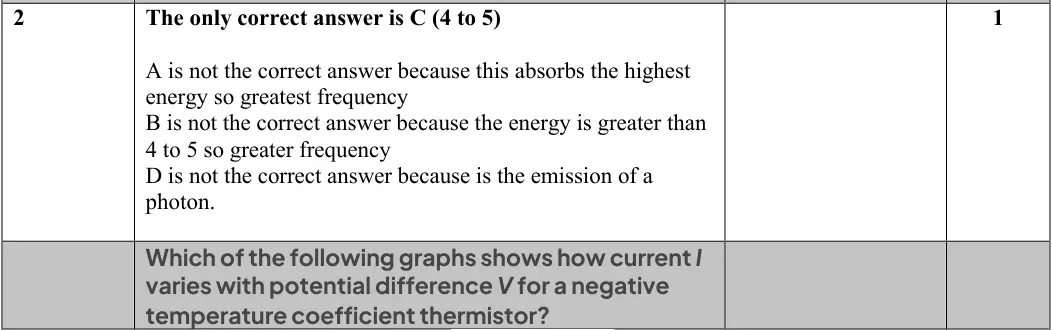 2
The only correct answer is C (4 to 5)
1
A is not the correct answer because this absorbs the highest
energy so greatest frequency
B is not the correct answer because the energy is greater than
4 to 5 so greater frequency
D is not the correct answer because is the emission of a
photon.
Which of the following graphs shows how current I
varies with potential difference V for a negative
temperature coefficient thermistor?